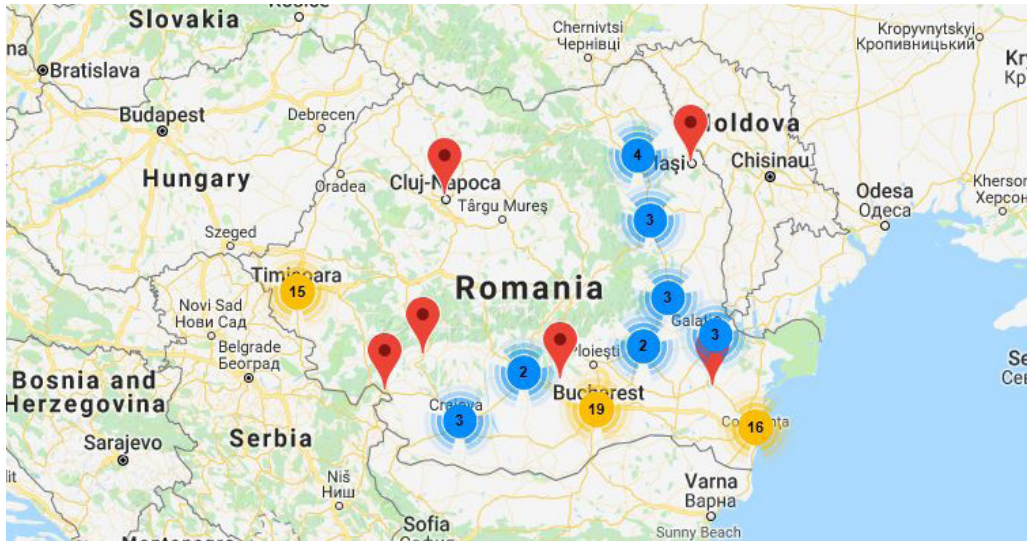 Slovakia
Bratislava
Budapest
Debrecen
Hungary
Oradea
Cluj-Napoca
Târgu Mureș
Szeged
Timișoara
15
Novi Sad
Нови Сад
Belgrade
Београд
Bosnia and
Herzegovina
Sarajevo
Serbia
Niš
Ниш
Sofia
Romania
Chernivtsi
Чернівці
4
Iași
3
Moldova
Chisinau
Kropyvnytskyi
Кропивницький
Odesa
Одеса
Kherson
3
Galați
3
2
Ploiești
2
Bucharest
19
Craiova
3
Constanța
16
Varna
Варна
Sunny Beach